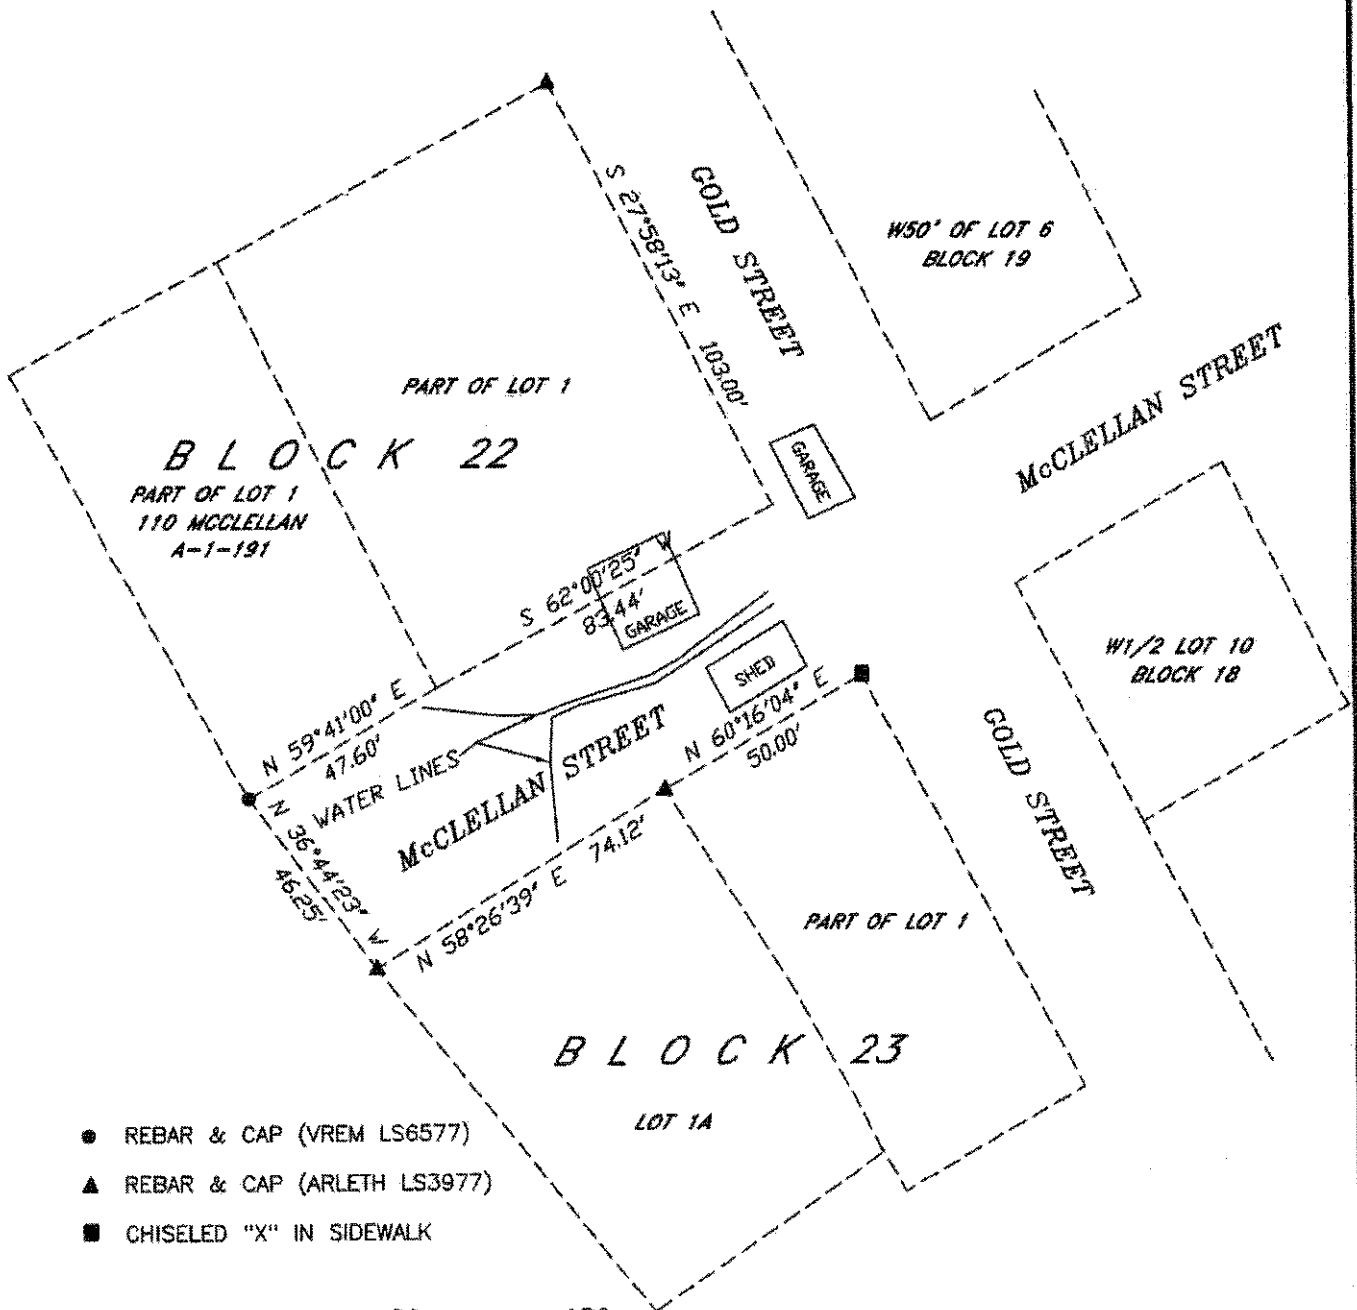 S 27°58'13" E 103.00'
GOLD STREET
W50' OF LOT 6
BLOCK 19
McCLELLAN STREET
PART OF LOT 1
BLOCK 22
PART OF LOT 1
110 MCCLELLAN
A-1-191
GARAGE
S 62°00'25" W
83.44'
GARAGE
SHED
W1/2 LOT 10
BLOCK 18
N 59°41'00" E
47.60'
WATER LINES
McCLELLAN STREET
N 60°16'04" E
50.00'
GOLD STREET
N 36°44'23" W
46.25'
N 58°26'39" E 74.12'
PART OF LOT 1
BLOCK 23
LOT 1A
REBAR & CAP (VREM LS6577)
REBAR & CAP (ARLETH LS3977)
CHISELED "X" IN SIDEWALK